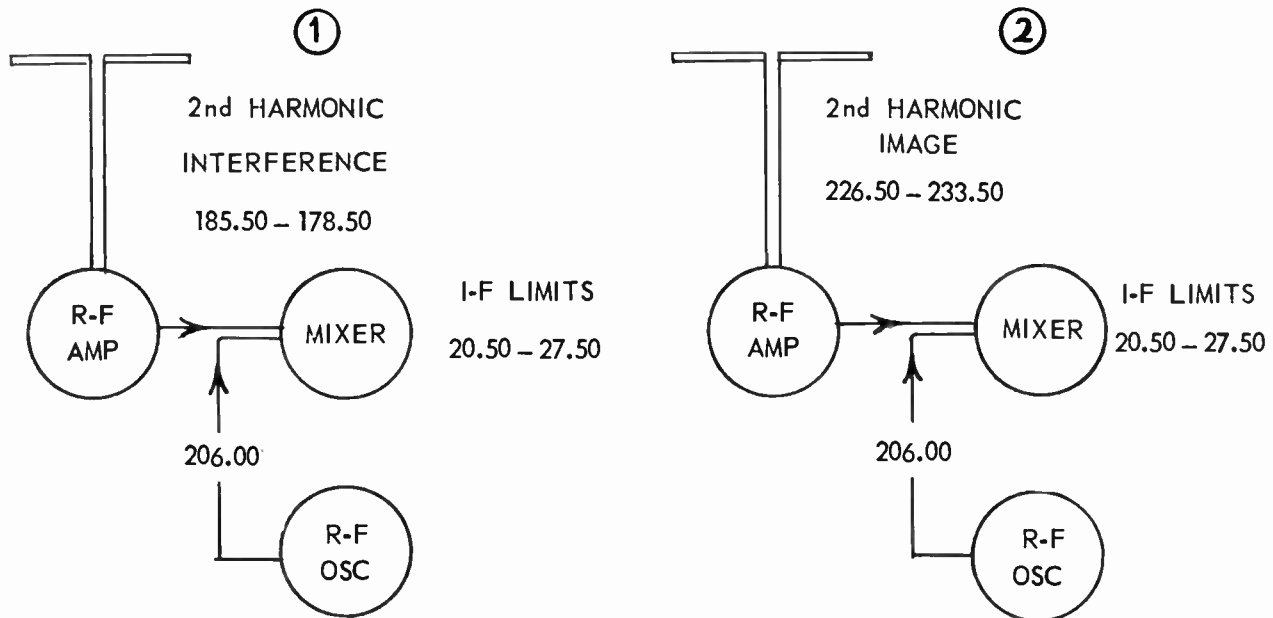 ①
2nd HARMONIC
INTERFERENCE
185.50 – 178.50
R-F
AMP
MIXER
I-F LIMITS
20.50 – 27.50
206.00
R-F
OSC
②
2nd HARMONIC
IMAGE
226.50 – 233.50
R-F
AMP
MIXER
I-F LIMITS
20.50 – 27.50
206.00
R-F
OSC